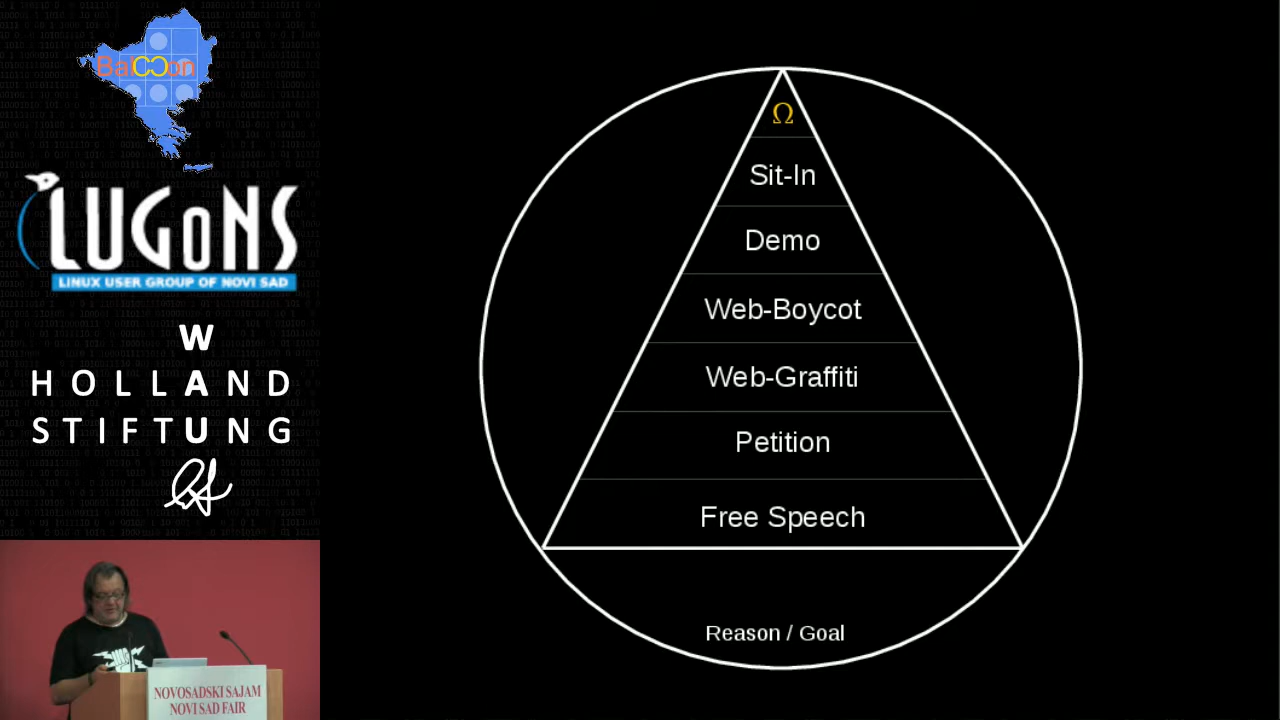 BalCCon
LUGoNS
LINUX USER GROUP OF NOVI SAD
W
HOLLAND
STIFTUNG
NOVOSADSKI SAJAM
NOVI SAD FAIR
Ω
Sit-In
Demo
Web-Boycot
Web-Graffiti
Petition
Free Speech
Reason / Goal